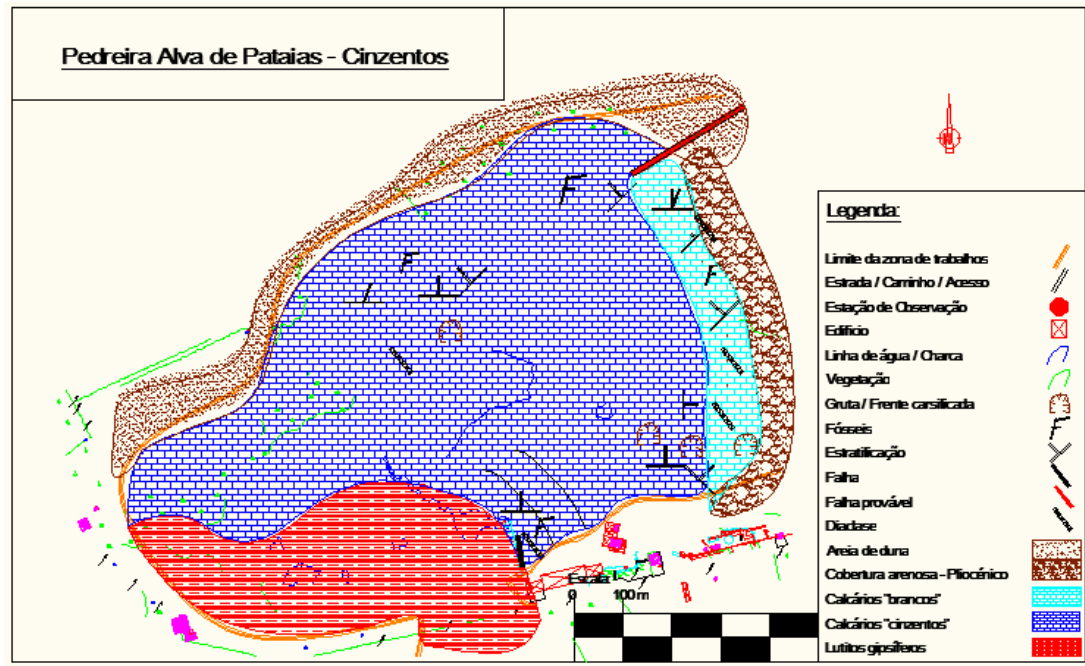 Pedreira Alva de Pataias - Cinzentos
Legenda:
Limite da zona de trabalhos
Estrada / Caminho / Acesso
Estação de Observação
Edifício
Linha de água / Charca
Vegetação
Gruta / Frente carsificada
Fósseis
Estratificação
Falha
Falha provável
Diaclase
Areia de duna
Cobertura arenosa - Pliocénico
Calcários "brancos"
Calcários "cinzentos"
Lutitos gipsíferos
Escala:
0 100 m